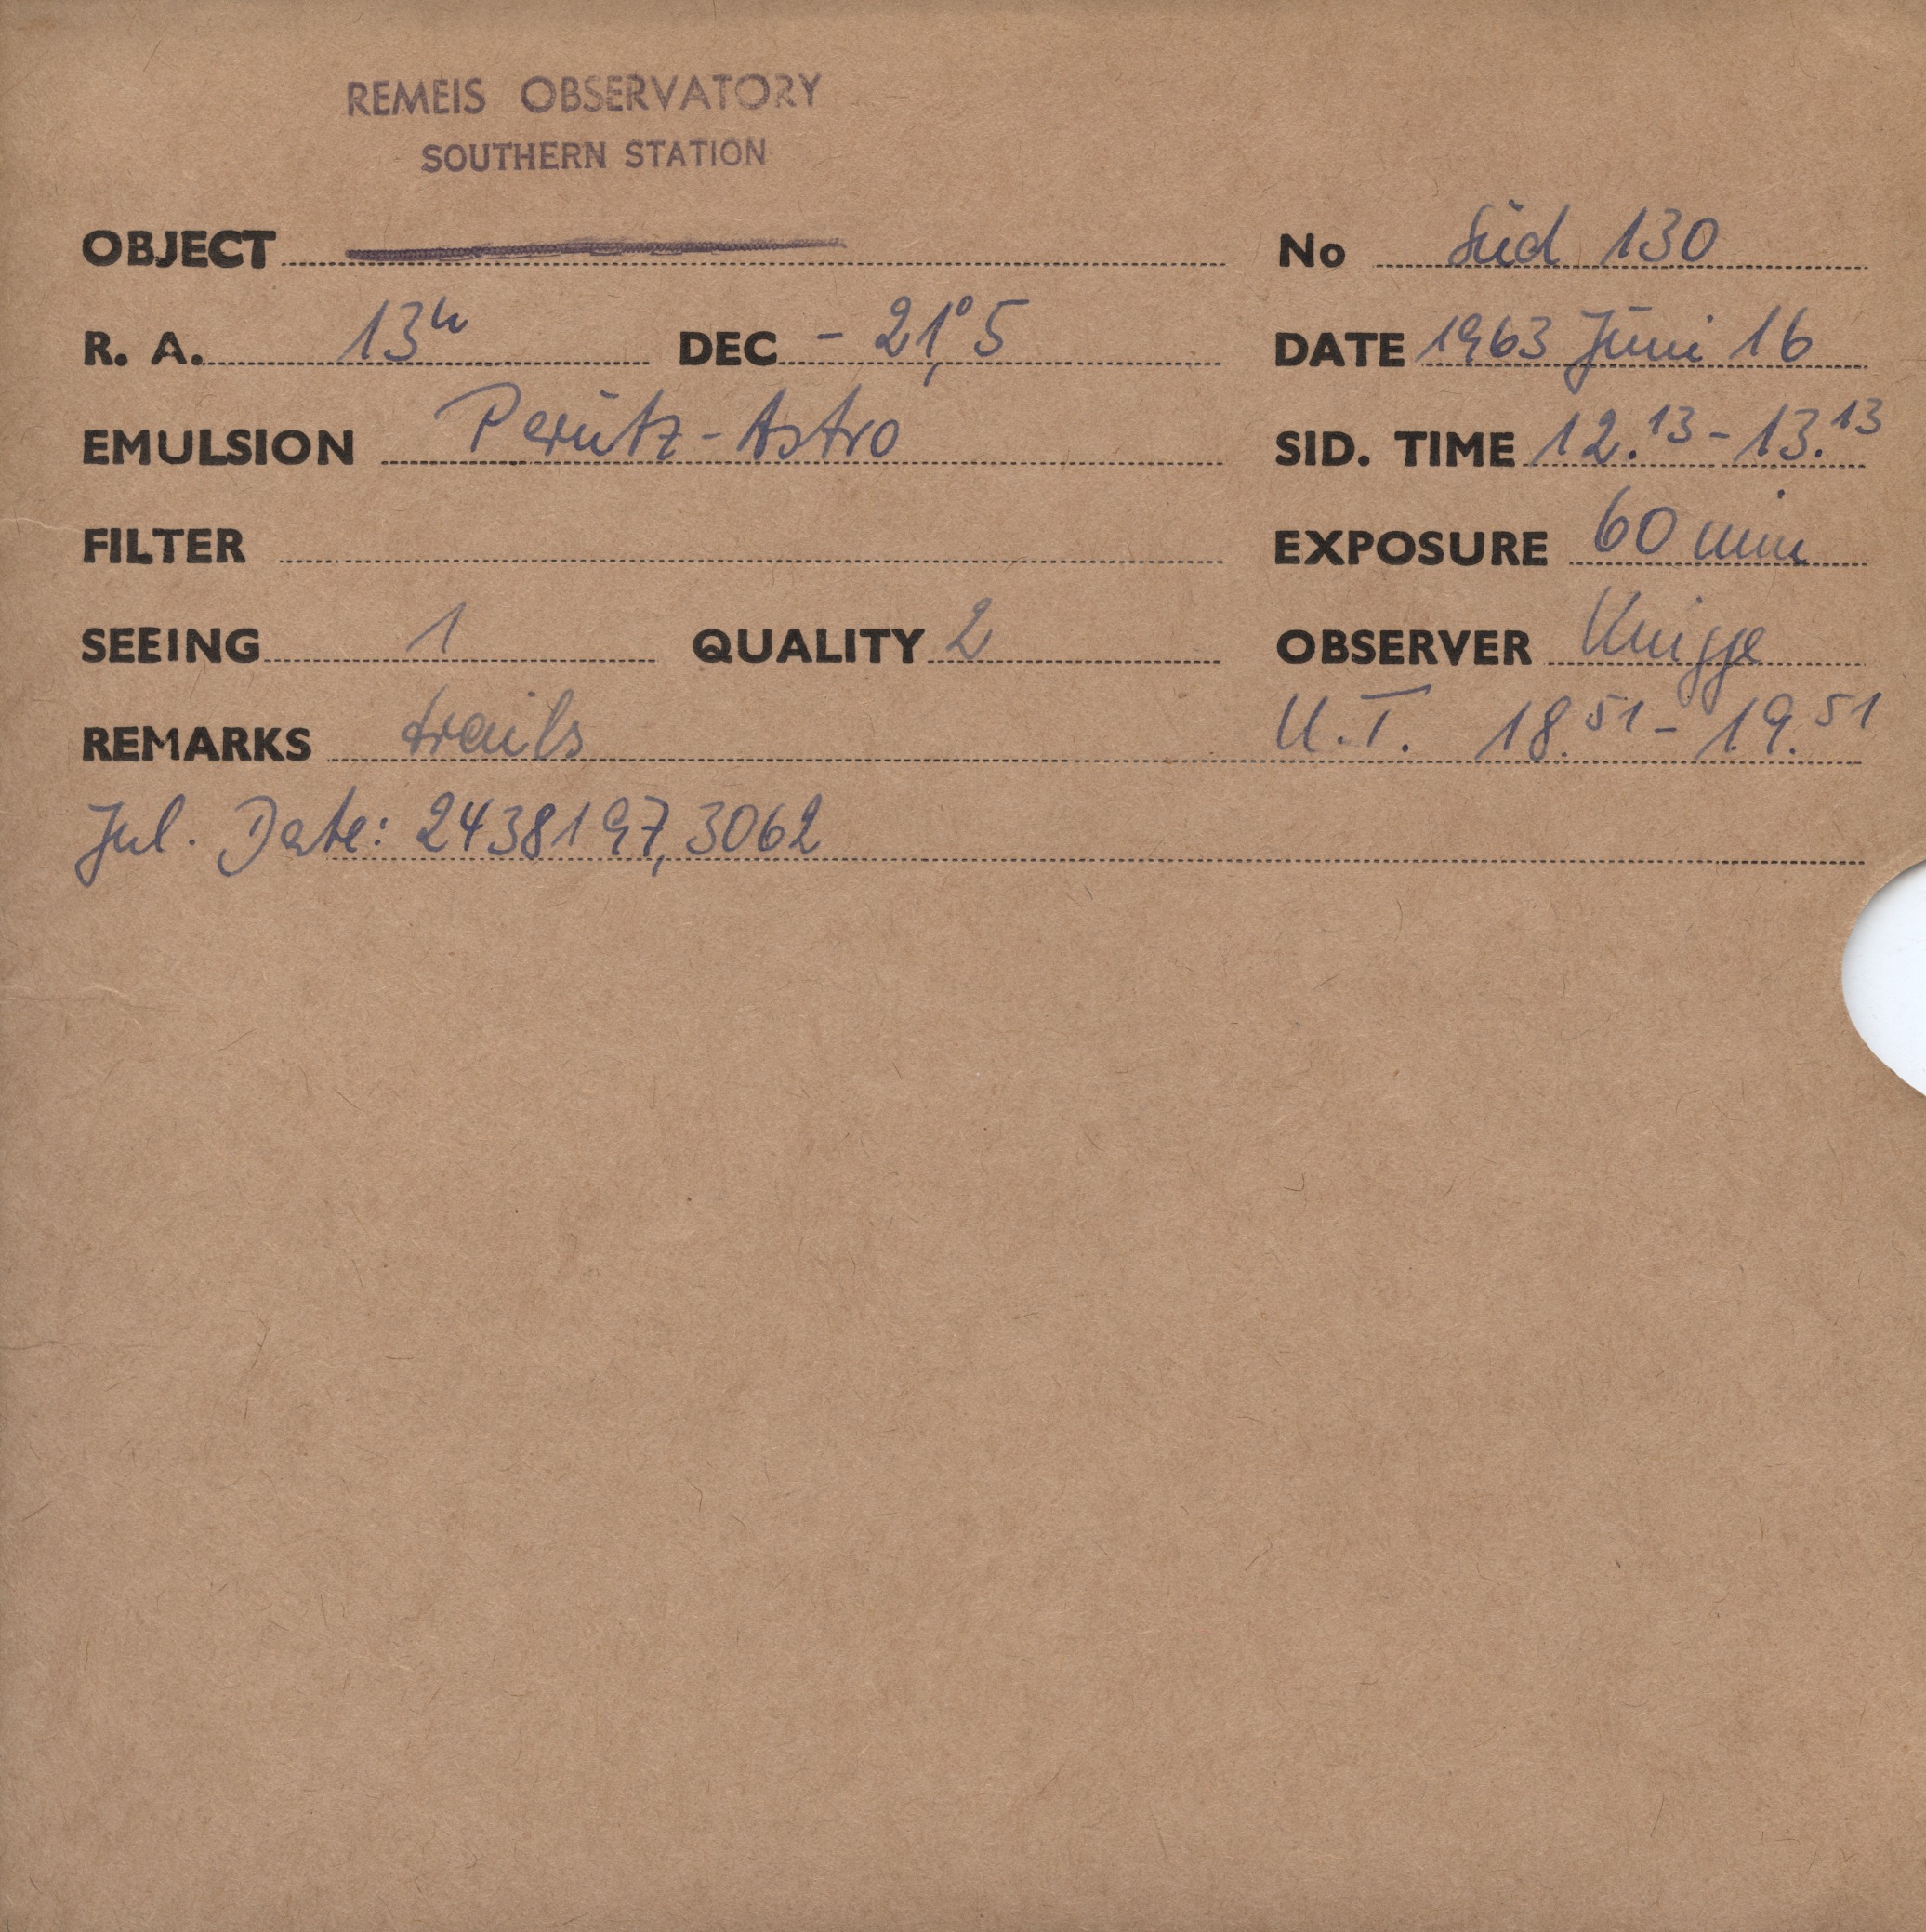 REMEIS OBSERVATORY
SOUTHERN STATION
OBJECT No Süd 130
R. A. 13h DEC - 21°,5 DATE 1963 Juni 16
EMULSION Perutz-Astro SID. TIME 12.13 - 13.13
FILTER EXPOSURE 60 min
SEEING 1 QUALITY 2 OBSERVER Knigge
REMARKS trails U.T. 18.51 - 19.51
Jul. Date: 2438197,3062